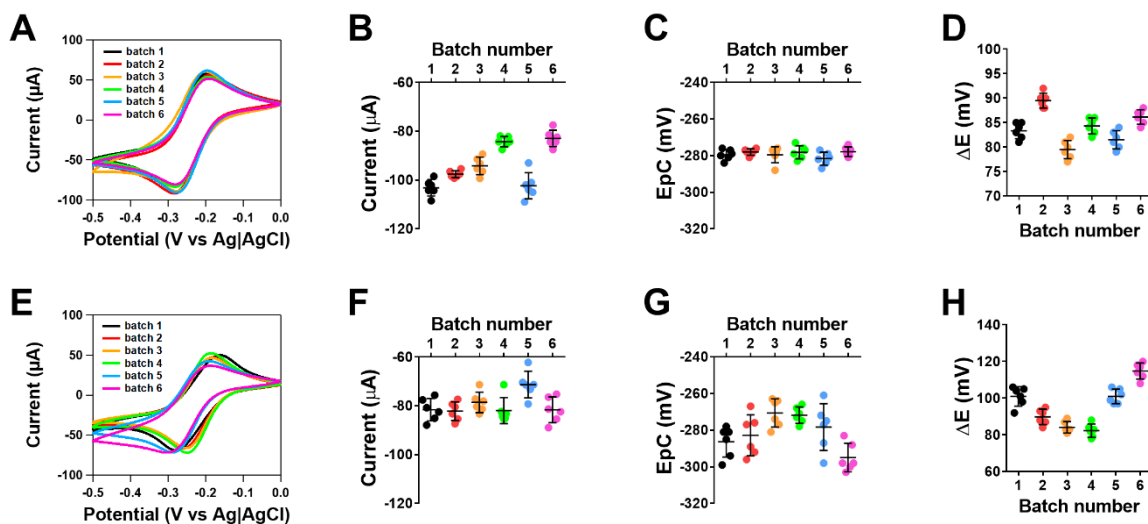 A
Current (µA)
100
50
0
-50
-100
batch 1
batch 2
batch 3
batch 4
batch 5
batch 6
-0.5 -0.4 -0.3 -0.2 -0.1 0.0
Potential (V vs Ag|AgCl)
B
Batch number
1 2 3 4 5 6
Current (µA)
-60
-80
-100
-120
C
Batch number
1 2 3 4 5 6
EpC (mV)
-240
-260
-280
-300
-320
D
ΔE (mV)
100
95
90
85
80
75
70
1 2 3 4 5 6
Batch number
E
Current (µA)
100
50
0
-50
-100
batch 1
batch 2
batch 3
batch 4
batch 5
batch 6
-0.5 -0.4 -0.3 -0.2 -0.1 0.0
Potential (V vs Ag|AgCl)
F
Batch number
1 2 3 4 5 6
Current (µA)
-60
-80
-100
-120
G
Batch number
1 2 3 4 5 6
EpC (mV)
-240
-260
-280
-300
-320
H
ΔE (mV)
140
120
100
80
60
1 2 3 4 5 6
Batch number